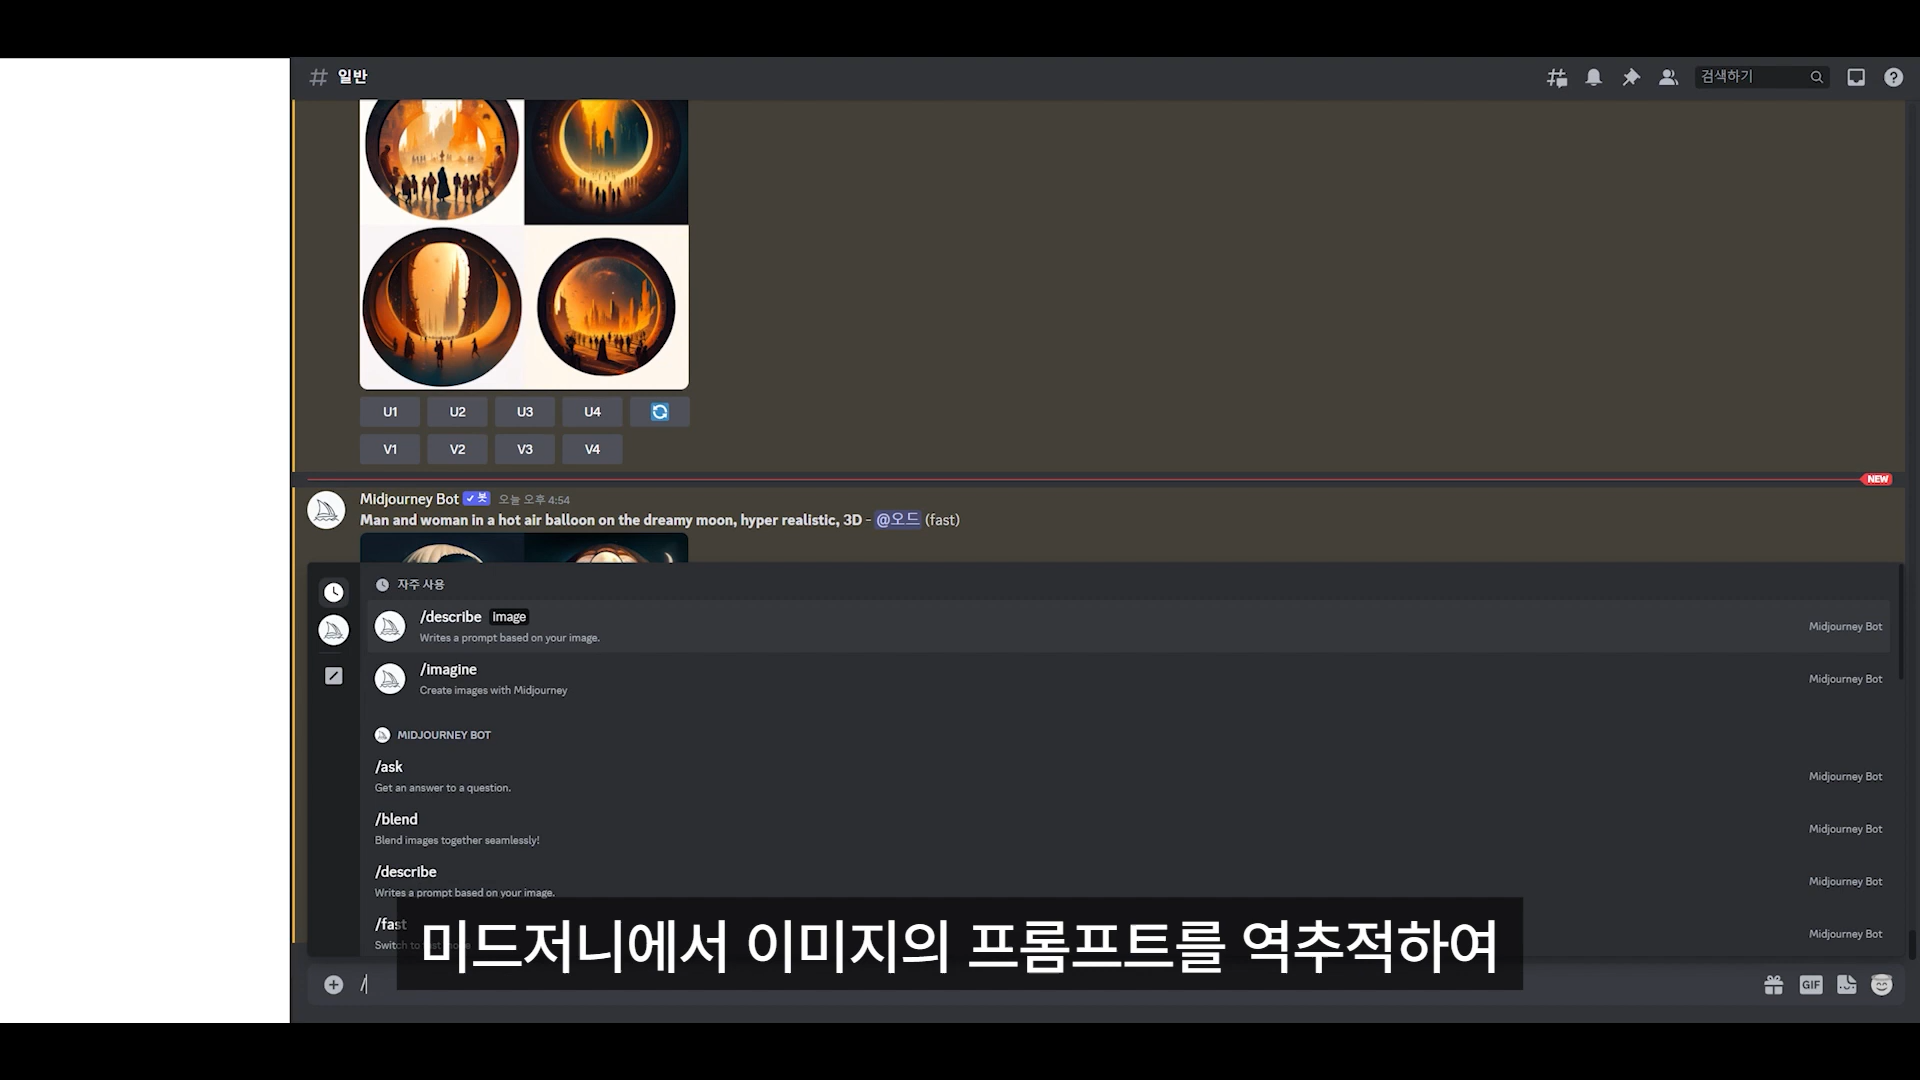 일반
검색하기
U1 U2 U3 U4
V1 V2 V3 V4
NEW
Midjourney Bot ✓ 봇 오늘 오후 4:54
Man and woman in a hot air balloon on the dreamy moon, hyper realistic, 3D - @오드 (fast)
자주 사용
/describe image
Writes a prompt based on your image.
Midjourney Bot
/imagine
Create images with Midjourney
Midjourney Bot
MIDJOURNEY BOT
/ask
Get an answer to a question.
Midjourney Bot
/blend
Blend images together seamlessly!
Midjourney Bot
/describe
Writes a prompt based on your image.
Midjourney Bot
/fast
Switch to fast mode
Midjourney Bot
미드저니에서 이미지의 프롬프트를 역추적하여
/
GIF